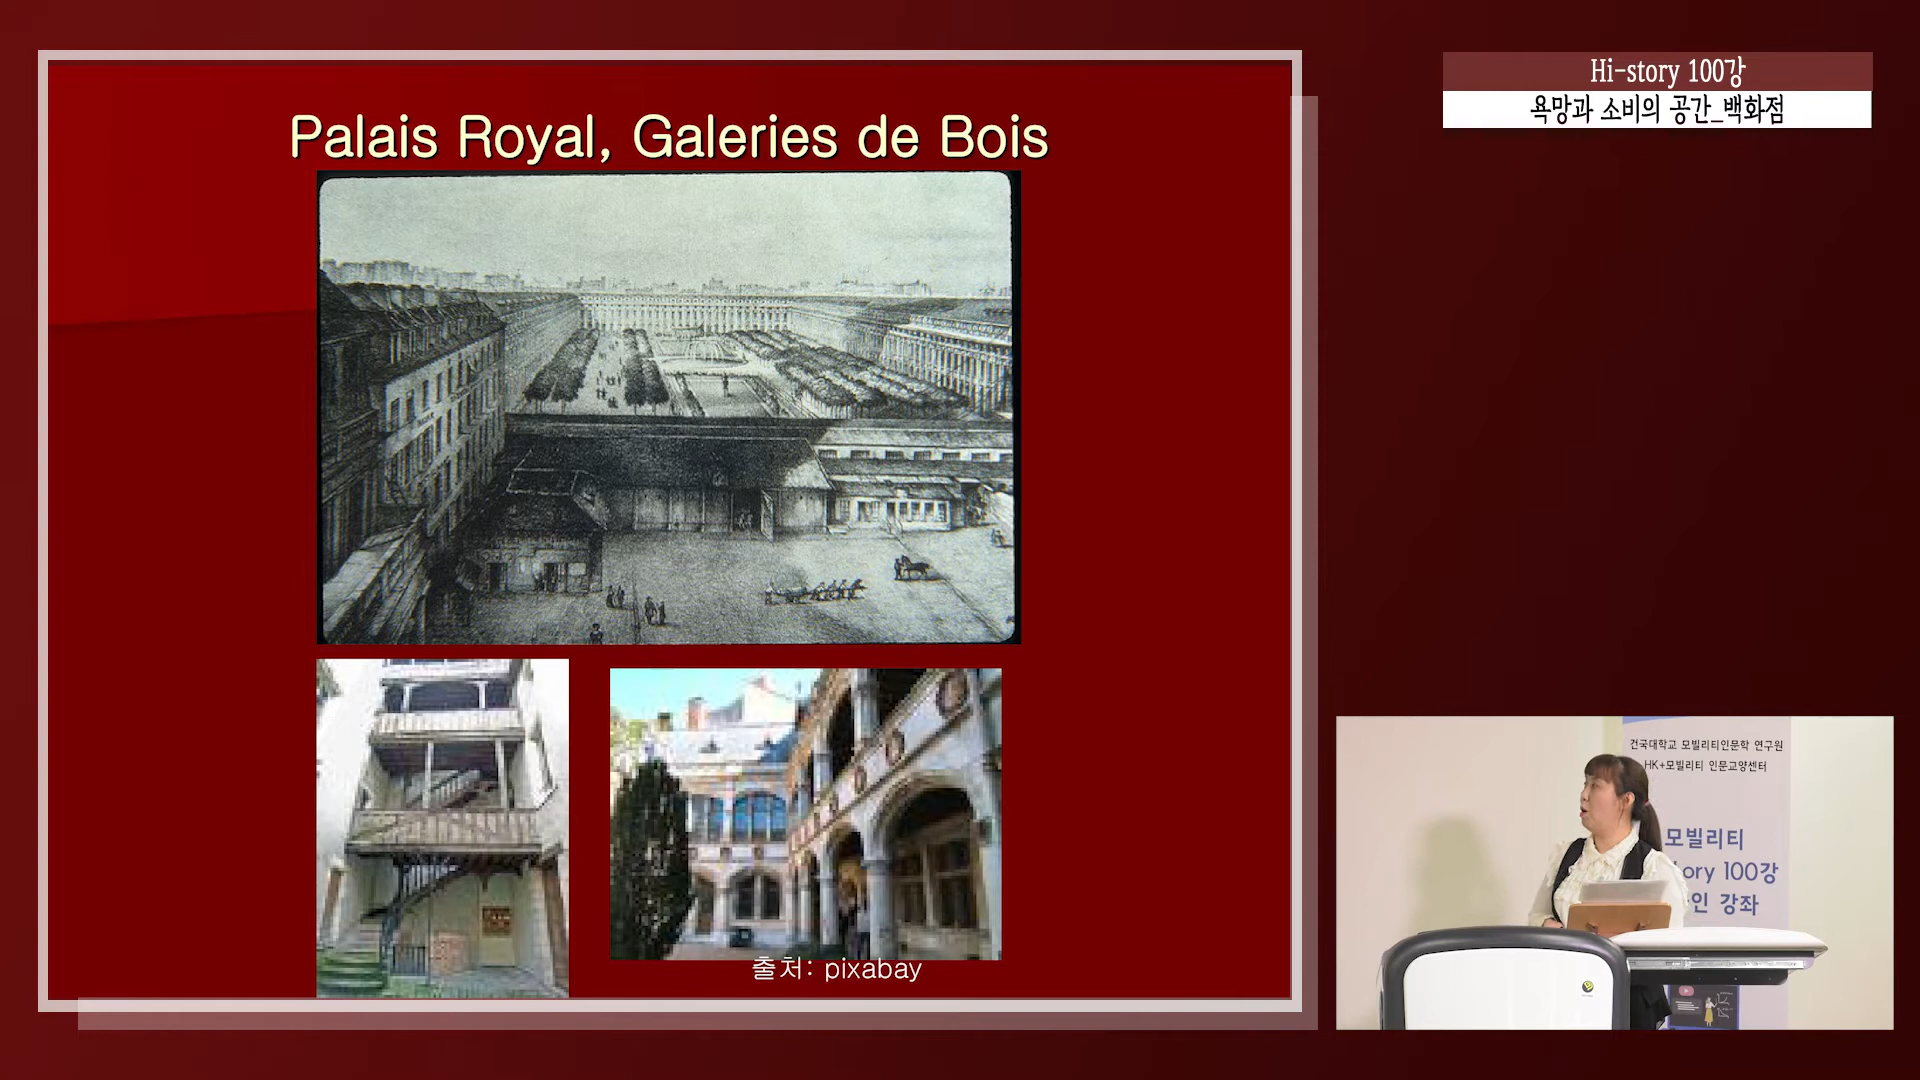 Palais Royal, Galeries de Bois
출처: pixabay
Hi-story 100강
욕망과 소비의 공간_백화점
건국대학교 모빌리티인문학 연구원
HK+모빌리티 인문교양센터
모빌리티
ory 100강
인 강좌